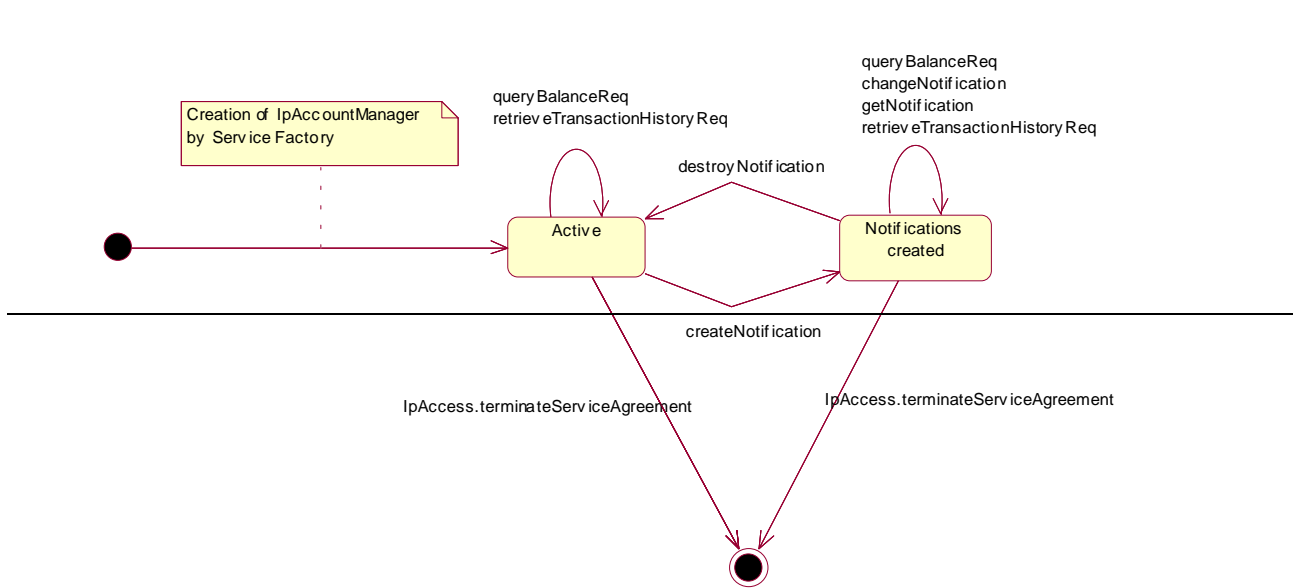 queryBalanceReq
changeNotification
getNotification
retrieveTransactionHistoryReq
queryBalanceReq
retrieveTransactionHistoryReq
Creation of IpAccountManager
by Service Factory
destroyNotification
Active
Notifications
created
createNotification
IpAccess.terminateServiceAgreement
IpAccess.terminateServiceAgreement